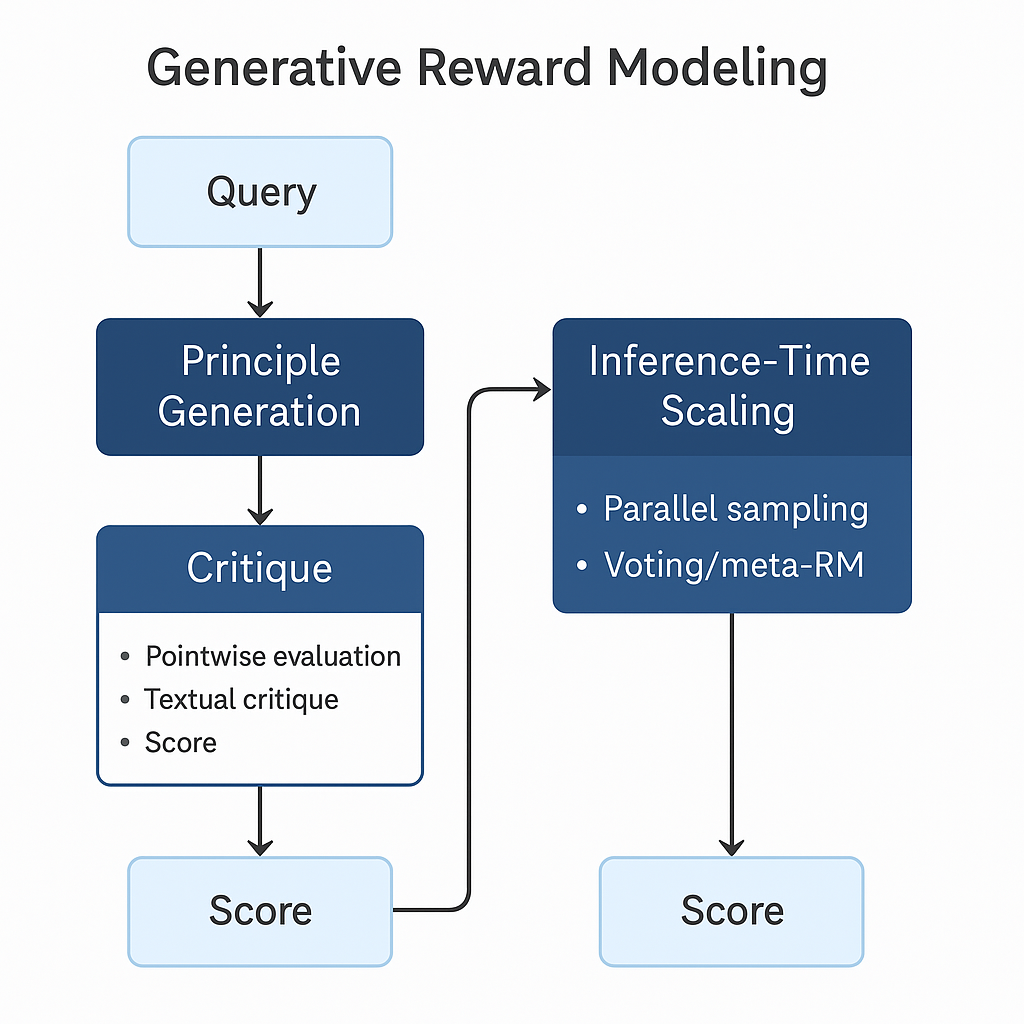 Generative Reward Modeling
Query
Principle
Generation
Critique
• Pointwise evaluation
• Textual critique
• Score
Score
Inference-Time
Scaling
• Parallel sampling
• Voting/meta-RM
Score